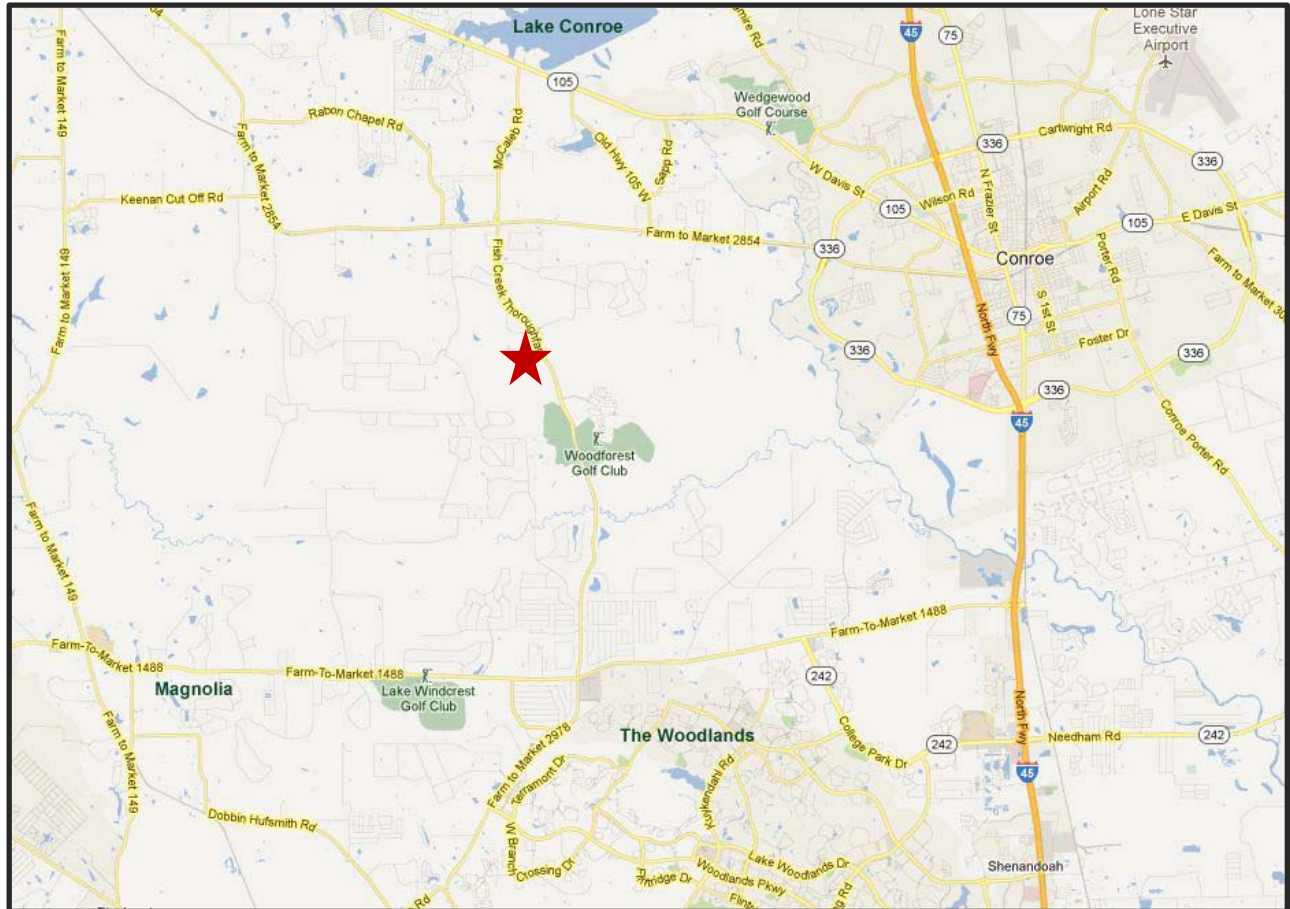 Lake Conroe
45
75
Lone Star
Executive
Airport
Farm to Market 149
Farm to Market 2854
Rabon Chapel Rd
McCaleb Rd
105
Old Hwy 105 W
Sapp Rd
Wedgewood
Golf Course
W Davis St
336
Cartwright Rd
336
336
N Frazier St
Wilson Rd
Airport Rd
105
105
E Davis St
Keenan Cut Off Rd
Farm to Market 149
Fish Creek
Farm to Market 2854
336
Conroe
Porter Rd
North Fwy
S 1st St
75
Foster Dr
336
336
336
45
Conroe Porter Rd
Woodforest
Golf Club
Farm to Market 149
Farm-To-Market 1488
Farm-To-Market 1488
Farm-To-Market 1488
Magnolia
Lake Windcrest
Golf Club
242
College Park Dr
North Fwy
242
Needham Rd
242
45
The Woodlands
Farm to Market 2978
Terramont Dr
Kuykendahl Rd
Farm to Market 149
Dobbin Hufsmith Rd
W Branch
Crossing Dr
Lake Woodlands Dr
Woodlands Pkwy
Shenandoah